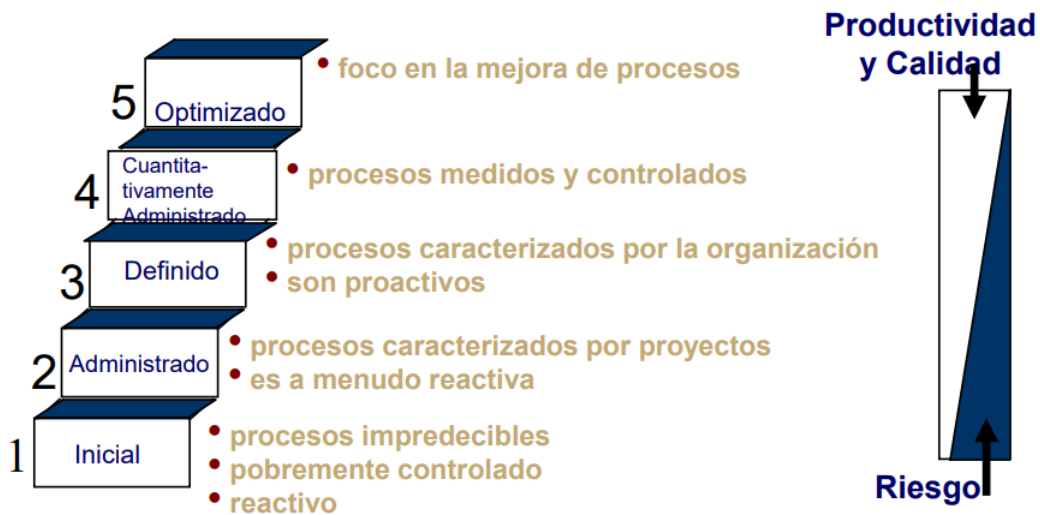 Productividad
y Calidad
5
Optimizado
• foco en la mejora de procesos
4
Cuantita-
tivamente
Administrado
• procesos medidos y controlados
3
Definido
• procesos caracterizados por la organización
• son proactivos
2
Administrado
• procesos caracterizados por proyectos
• es a menudo reactiva
1
Inicial
• procesos impredecibles
• pobremente controlado
• reactivo
Riesgo